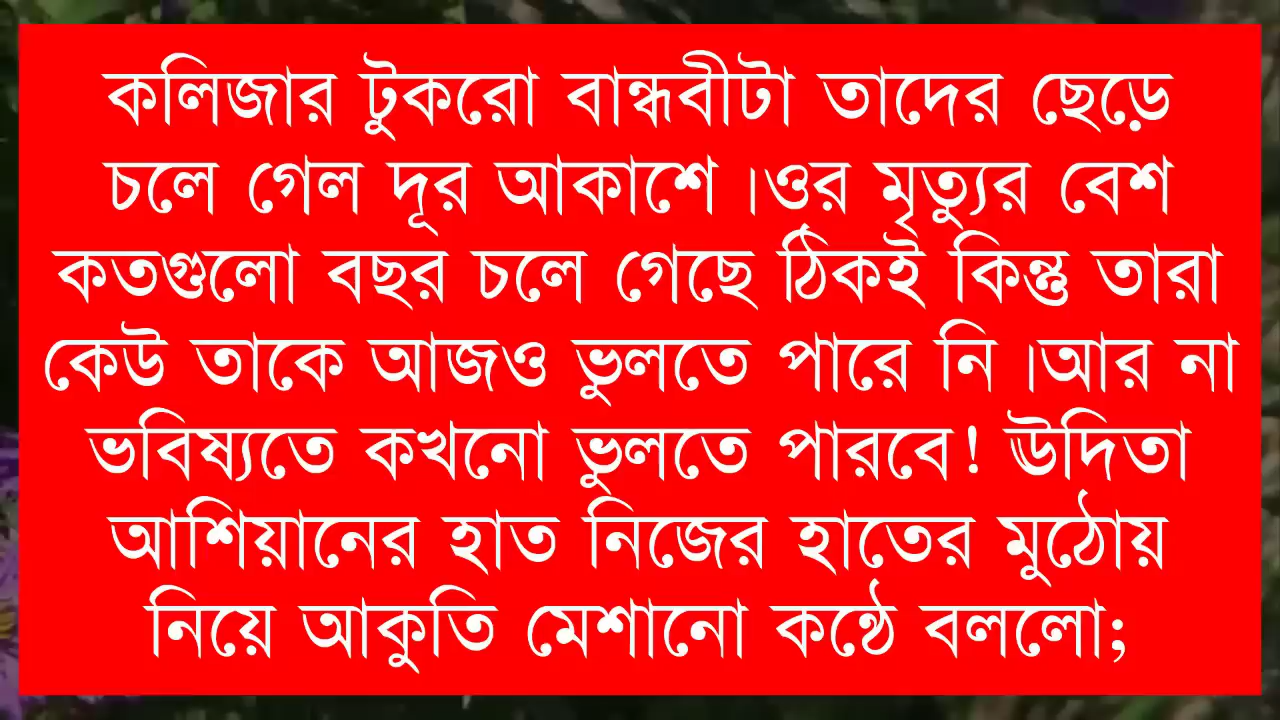 কলিজার টুকরো বান্ধবীটা তাদের ছেড়ে
চলে গেল দূর আকাশে।ওর মৃত্যুর বেশ
কতগুলো বছর চলে গেছে ঠিকই কিন্তু তারা
কেউ তাকে আজও ভুলতে পারে নি।আর না
ভবিষ্যতে কখনো ভুলতে পারবে! ঊদিতা
আশিয়ানের হাত নিজের হাতের মুঠোয়
নিয়ে আকুতি মেশানো কন্ঠে বললো;